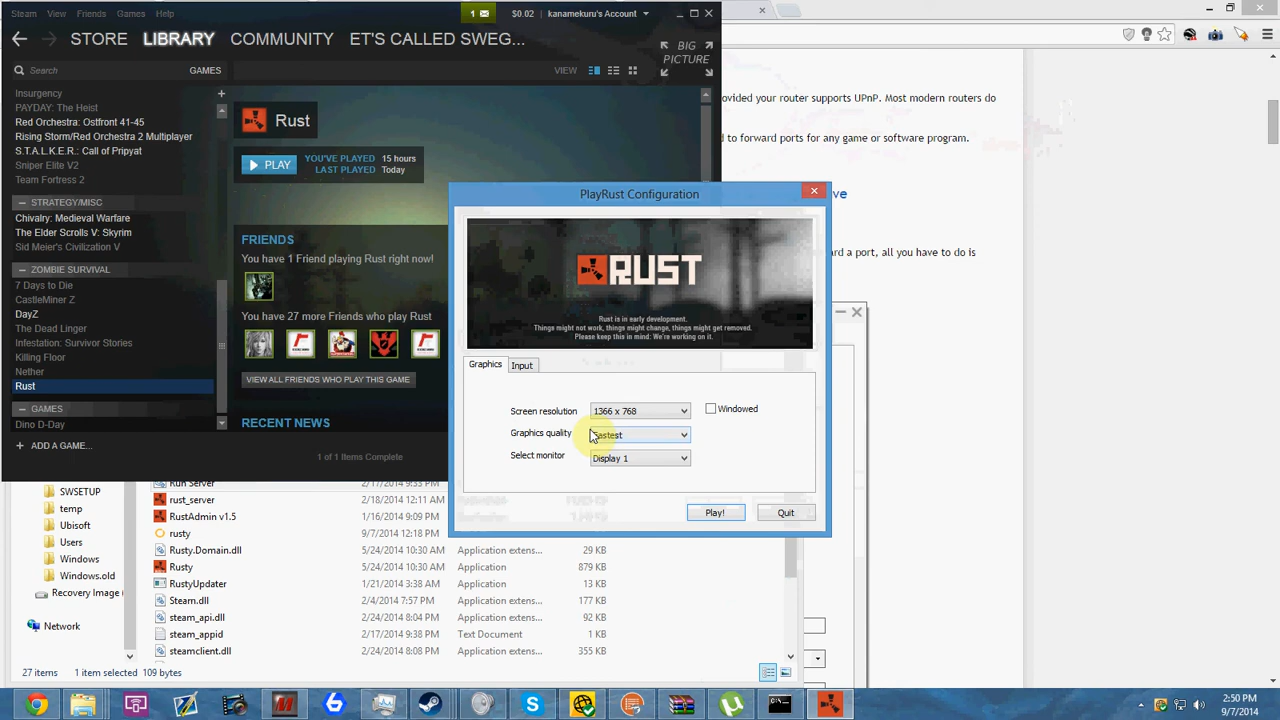 Steam View Friends Games Help
1 $0.02 kanamekuru's Account
STORE LIBRARY COMMUNITY ET'S CALLED SWEG...
BIG PICTURE
Search GAMES VIEW
Insurgency
PAYDAY: The Heist
Red Orchestra: Ostfront 41-45
Rising Storm/Red Orchestra 2 Multiplayer
S.T.A.L.K.E.R.: Call of Pripyat
Sniper Elite V2
Team Fortress 2
STRATEGY/MISC
Chivalry: Medieval Warfare
The Elder Scrolls V: Skyrim
Sid Meier's Civilization V
ZOMBIE SURVIVAL
7 Days to Die
CastleMiner Z
DayZ
The Dead Linger
Infestation: Survivor Stories
Killing Floor
Nether
Rust
GAMES
Dino D-Day
+ ADD A GAME...
Rust
PLAY YOU'VE PLAYED 15 hours
LAST PLAYED Today
FRIENDS
You have 1 Friend playing Rust right now!
You have 27 more Friends who play Rust
VIEW ALL FRIENDS WHO PLAY THIS GAME
RECENT NEWS
1 of 1 Items Complete
ovided your router supports UPnP. Most modern routers do
d to forward ports for any game or software program.
ve
ard a port, all you have to do is
PlayRust Configuration
RUST
Rust is in early development.
Things might not work, things might change, things might get removed.
Please keep this in mind: We're working on it.
Graphics Input
Screen resolution 1366 x 768 Windowed
Graphics quality Fastest
Select monitor Display 1
Play! Quit
SWSETUP
temp
Ubisoft
Users
Windows
Windows.old
Recovery Image (
Network
Run Server 2/17/2014 9:33 PM
rust_server 2/18/2014 12:11 AM
RustAdmin v1.5 1/16/2014 9:09 PM
rusty 9/7/2014 12:18 PM
Rusty.Domain.dll 5/24/2014 10:30 AM Application extens... 29 KB
Rusty 5/24/2014 10:30 AM Application 879 KB
RustyUpdater 1/21/2014 3:38 AM Application 13 KB
Steam.dll 2/4/2014 7:57 PM Application extens... 177 KB
steam_api.dll 2/24/2014 8:04 PM Application extens... 92 KB
steam_appid 2/17/2014 9:38 PM Text Document 1 KB
steamclient.dll 2/24/2014 8:08 PM Application extens... 355 KB
27 items 1 item selected 109 bytes
2:50 PM
9/7/2014